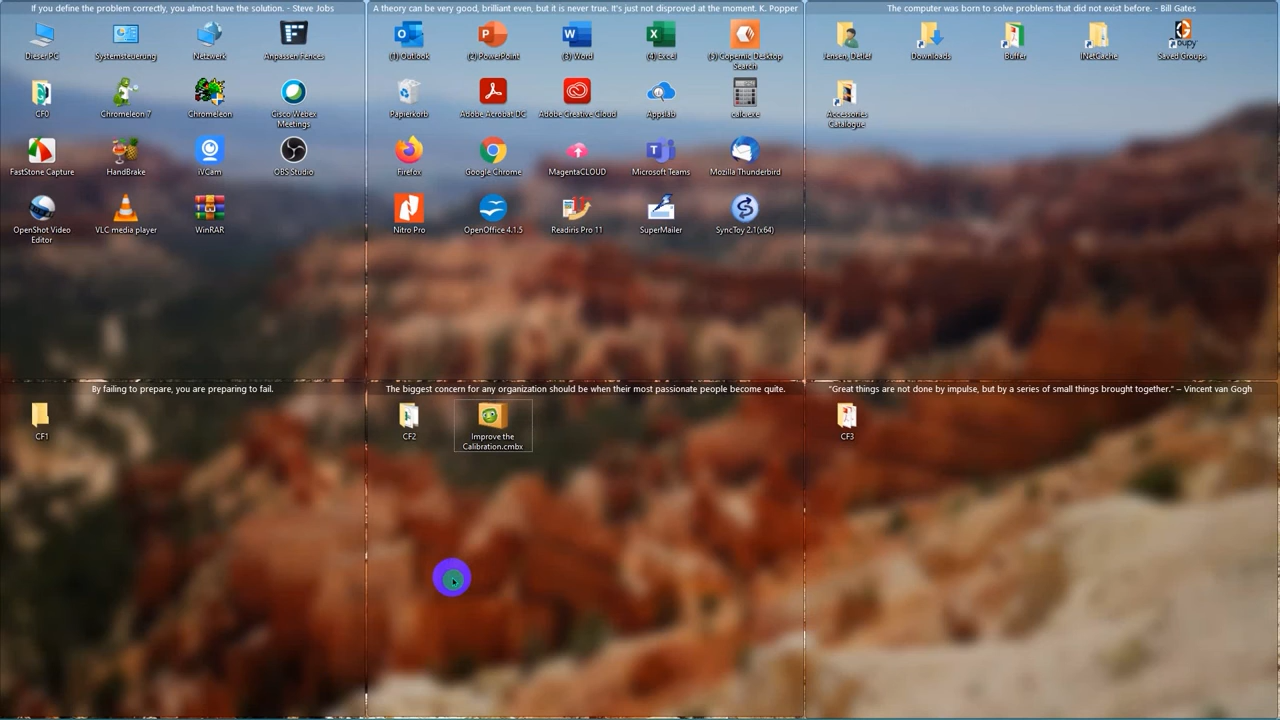 If you define the problem correctly, you almost have the solution. - Steve Jobs
Dieser PC
Systemsteuerung
Netzwerk
Anpassen Fences
CF0
Chromeleon 7
Chromeleon
Cisco Webex
Meetings
FastStone Capture
HandBrake
iVCam
OBS Studio
OpenShot Video
Editor
VLC media player
WinRAR
A theory can be very good, brilliant even, but it is never true. It's just not disproved at the moment. K. Popper
(1) Outlook
(2) PowerPoint
(3) Word
(4) Excel
(5) Copernic Desktop
Search
Papierkorb
Adobe Acrobat DC
Adobe Creative Cloud
Appslab
calc.exe
Firefox
Google Chrome
MagentaCLOUD
Microsoft Teams
Mozilla Thunderbird
Nitro Pro
OpenOffice 4.1.5
Readiris Pro 11
SuperMailer
SyncToy 2.1(x64)
The computer was born to solve problems that did not exist before. - Bill Gates
Jensen, Detlef
Downloads
Buffer
INetCache
Saved Groups
Accessories
Catalogue
By failing to prepare, you are preparing to fail.
CF1
The biggest concern for any organization should be when their most passionate people become quite.
CF2
Improve the
Calibration.cmbx
"Great things are not done by impulse, but by a series of small things brought together." – Vincent van Gogh
CF3